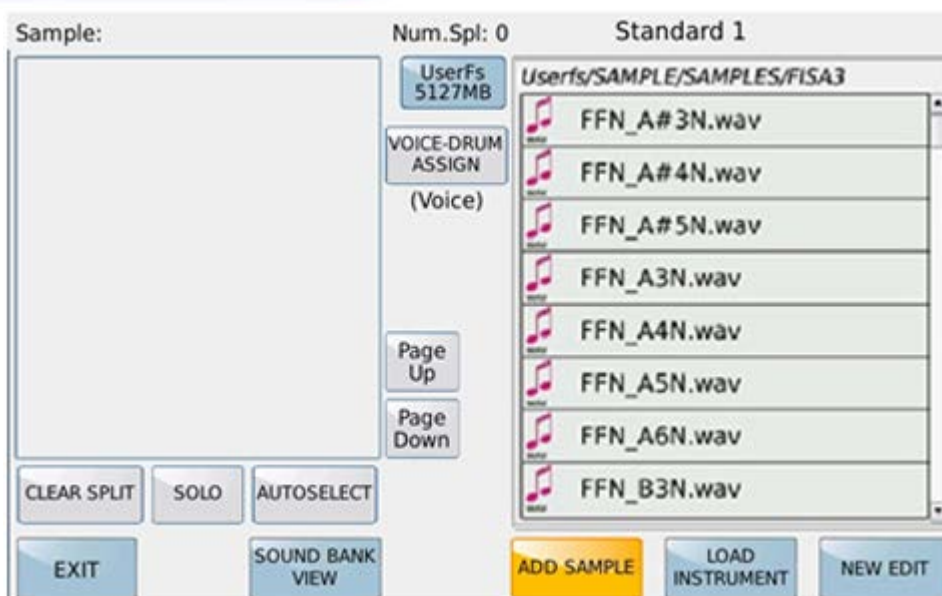 Sample:
Num.Spl: 0
Standard 1
UserFs
5127MB
Userfs/SAMPLE/SAMPLES/FISA3
VOICE-DRUM
ASSIGN
(Voice)
FFN_A#3N.wav
FFN_A#4N.wav
FFN_A#5N.wav
FFN_A3N.wav
FFN_A4N.wav
FFN_A5N.wav
FFN_A6N.wav
FFN_B3N.wav
Page
Up
Page
Down
CLEAR SPLIT
SOLO
AUTOSELECT
EXIT
SOUND BANK
VIEW
ADD SAMPLE
LOAD
INSTRUMENT
NEW EDIT